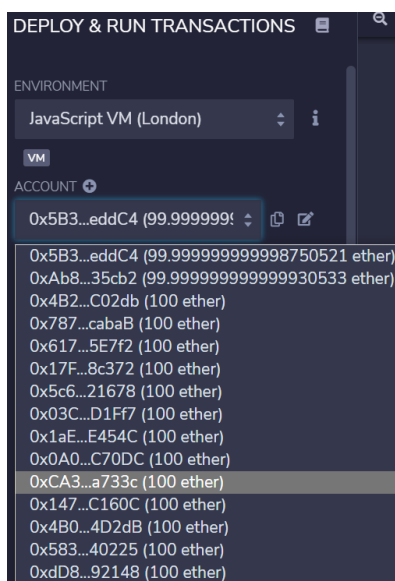 DEPLOY & RUN TRANSACTIONS
ENVIRONMENT
JavaScript VM (London)
VM
ACCOUNT
0x5B3...eddC4 (99.9999999
0x5B3...eddC4 (99.999999999998750521 ether)
0xAb8...35cb2 (99.999999999999930533 ether)
0x4B2...C02db (100 ether)
0x787...cabaB (100 ether)
0x617...5E7f2 (100 ether)
0x17F...8c372 (100 ether)
0x5c6...21678 (100 ether)
0x03C...D1Ff7 (100 ether)
0x1aE...E454C (100 ether)
0x0A0...C70DC (100 ether)
0xCA3...a733c (100 ether)
0x147...C160C (100 ether)
0x4B0...4D2dB (100 ether)
0x583...40225 (100 ether)
0xdD8...92148 (100 ether)